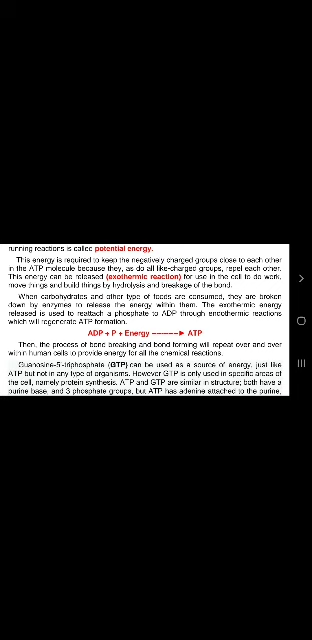 running reactions is called potential energy.
This energy is required to keep the negatively charged groups close to each other
in the ATP molecule because they, as do all like-charged groups, repel each other.
This energy can be released (exothermic reaction) for use in the cell to do work,
move things and build things by hydrolysis and breakage of the bond.
When carbohydrates and other type of foods are consumed, they are broken
down by enzymes to release the energy within them. The exothermic energy
released is used to reattach a phosphate to ADP through endothermic reactions
which will regenerate ATP formation.
ADP + P + Energy ----------► ATP
Then, the process of bond breaking and bond forming will repeat over and over
within human cells to provide energy for all the chemical reactions.
Guanosine-5-triphosphate (GTP) can be used as a source of energy, just like
ATP but not in any type of organisms. However GTP is only used in specific areas of
the cell, namely protein synthesis. ATP and GTP are similar in structure; both have a
purine base, and 3 phosphate groups, but ATP has adenine attached to the purine,